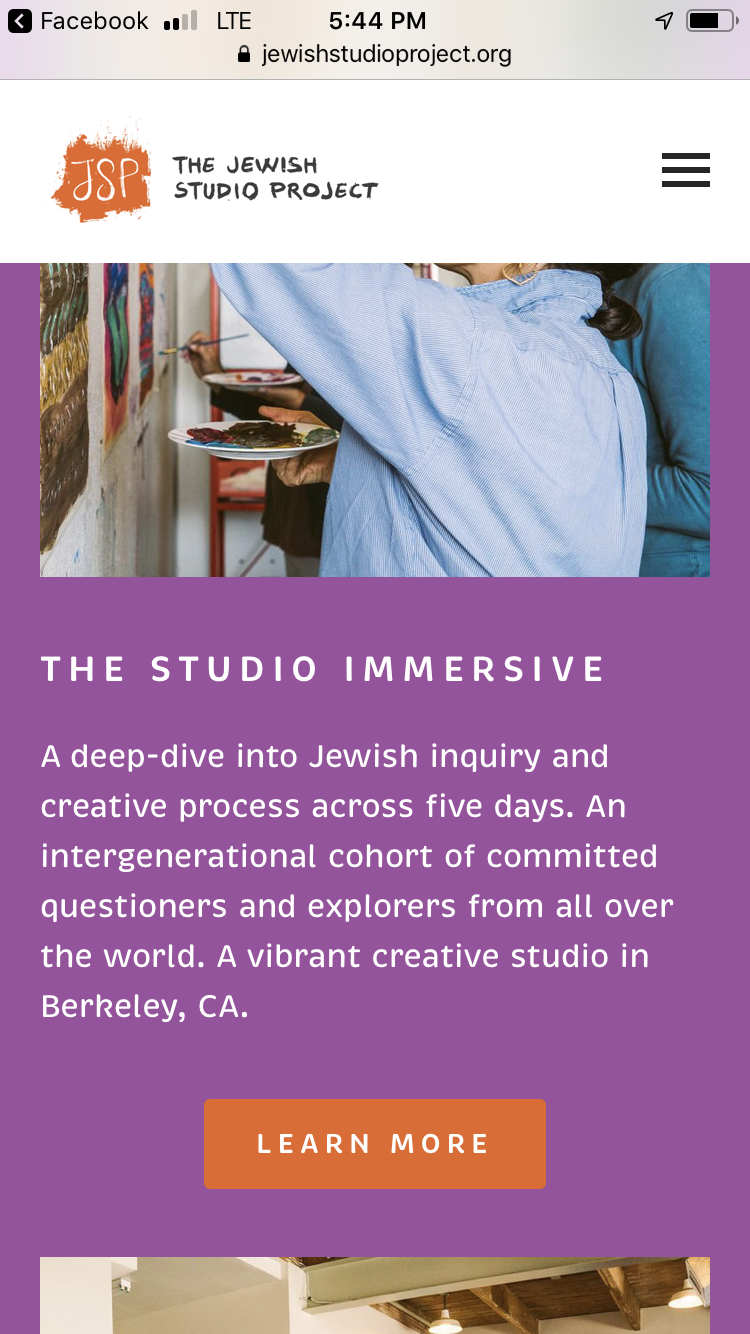 Facebook LTE 5:44 PM
jewishstudioproject.org
JSP
THE JEWISH
STUDIO PROJECT
THE STUDIO IMMERSIVE
A deep-dive into Jewish inquiry and
creative process across five days. An
intergenerational cohort of committed
questioners and explorers from all over
the world. A vibrant creative studio in
Berkeley, CA.
LEARN MORE